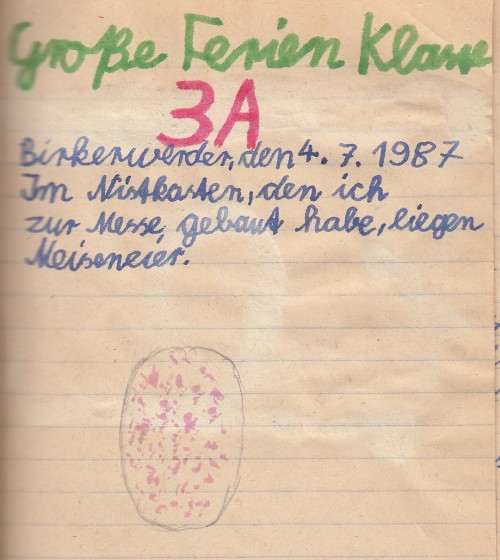 Große Ferien Klasse
3A
Birkenwerder, den 4. 7. 1987
Im Nistkasten, den ich
zur Messe gebaut habe, liegen
Meiseneier.